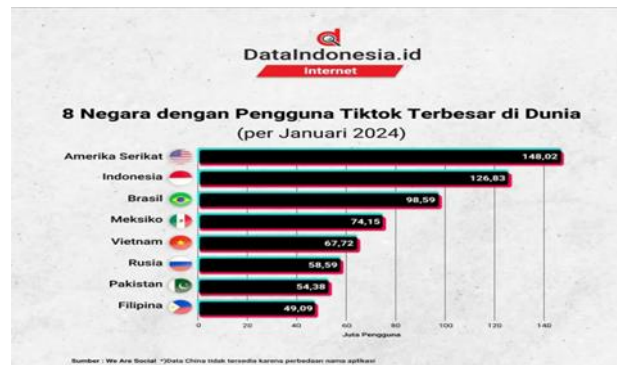 DataIndonesia.id
Internet
8 Negara dengan Pengguna Tiktok Terbesar di Dunia
(per Januari 2024)
Amerika Serikat 148,02
Indonesia 126,83
Brasil 98,59
Meksiko 74,15
Vietnam 67,72
Rusia 58,59
Pakistan 54,38
Filipina 49,09
0 20 40 60 80 100 120 140
Juta Pengguna
Sumber : We Are Social *)Data China tidak tersedia karena perbedaan nama aplikasi